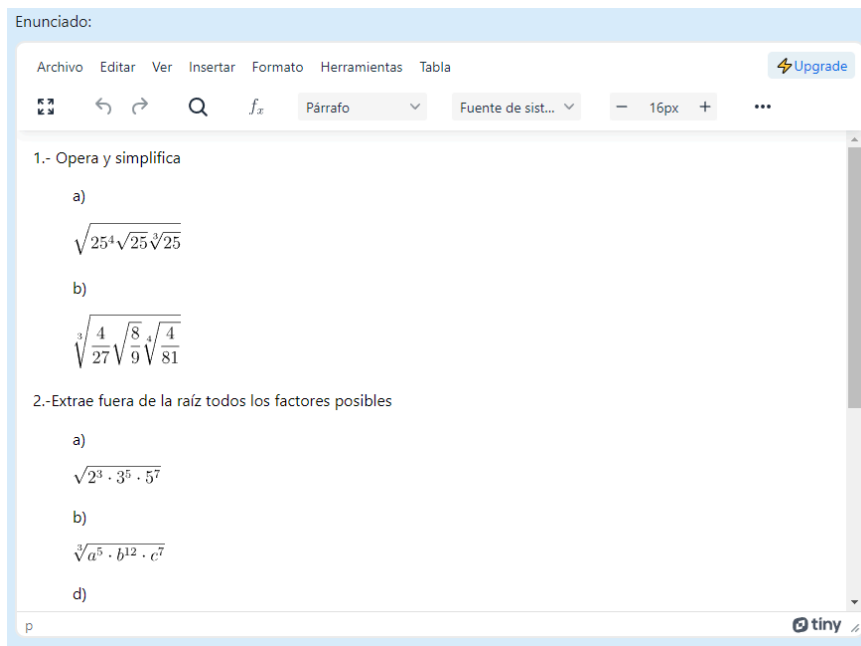 Enunciado:
Archivo Editar Ver Insertar Formato Herramientas Tabla ⚡Upgrade
fx Párrafo Fuente de sist... − 16px + •••
1.- Opera y simplifica
a)
√(25⁴√25∛25)
b)
∛(4/27 √(8/9) ∜(4/81))
2.-Extrae fuera de la raíz todos los factores posibles
a)
√(2³ · 3⁵ · 5⁷)
b)
∛(a⁵ · b¹² · c⁷)
d)
p tiny